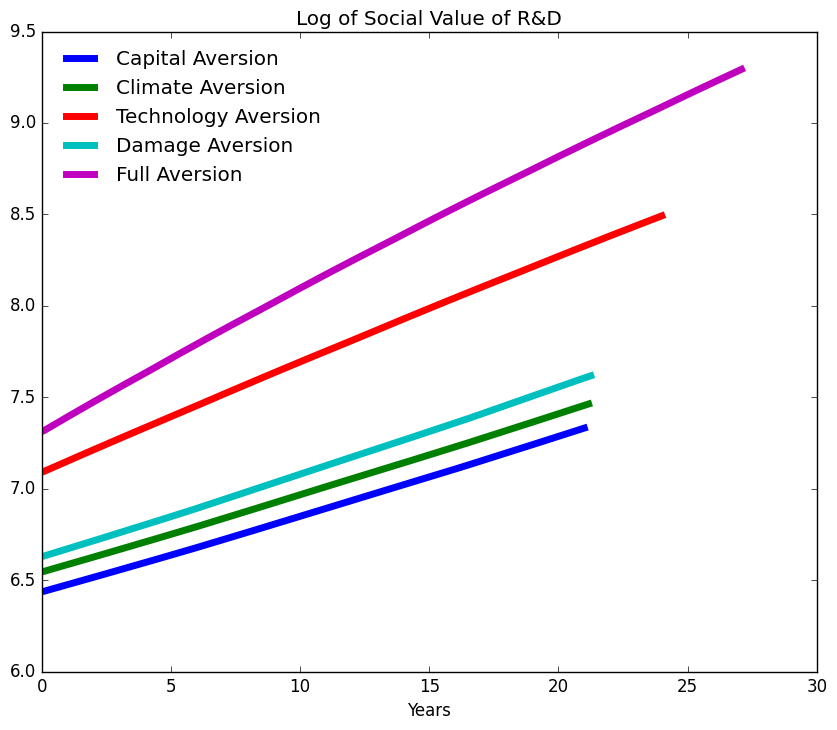 Log of Social Value of R&D
9.5
9.0
8.5
8.0
7.5
7.0
6.5
6.0
Capital Aversion
Climate Aversion
Technology Aversion
Damage Aversion
Full Aversion
0 5 10 15 20 25 30
Years